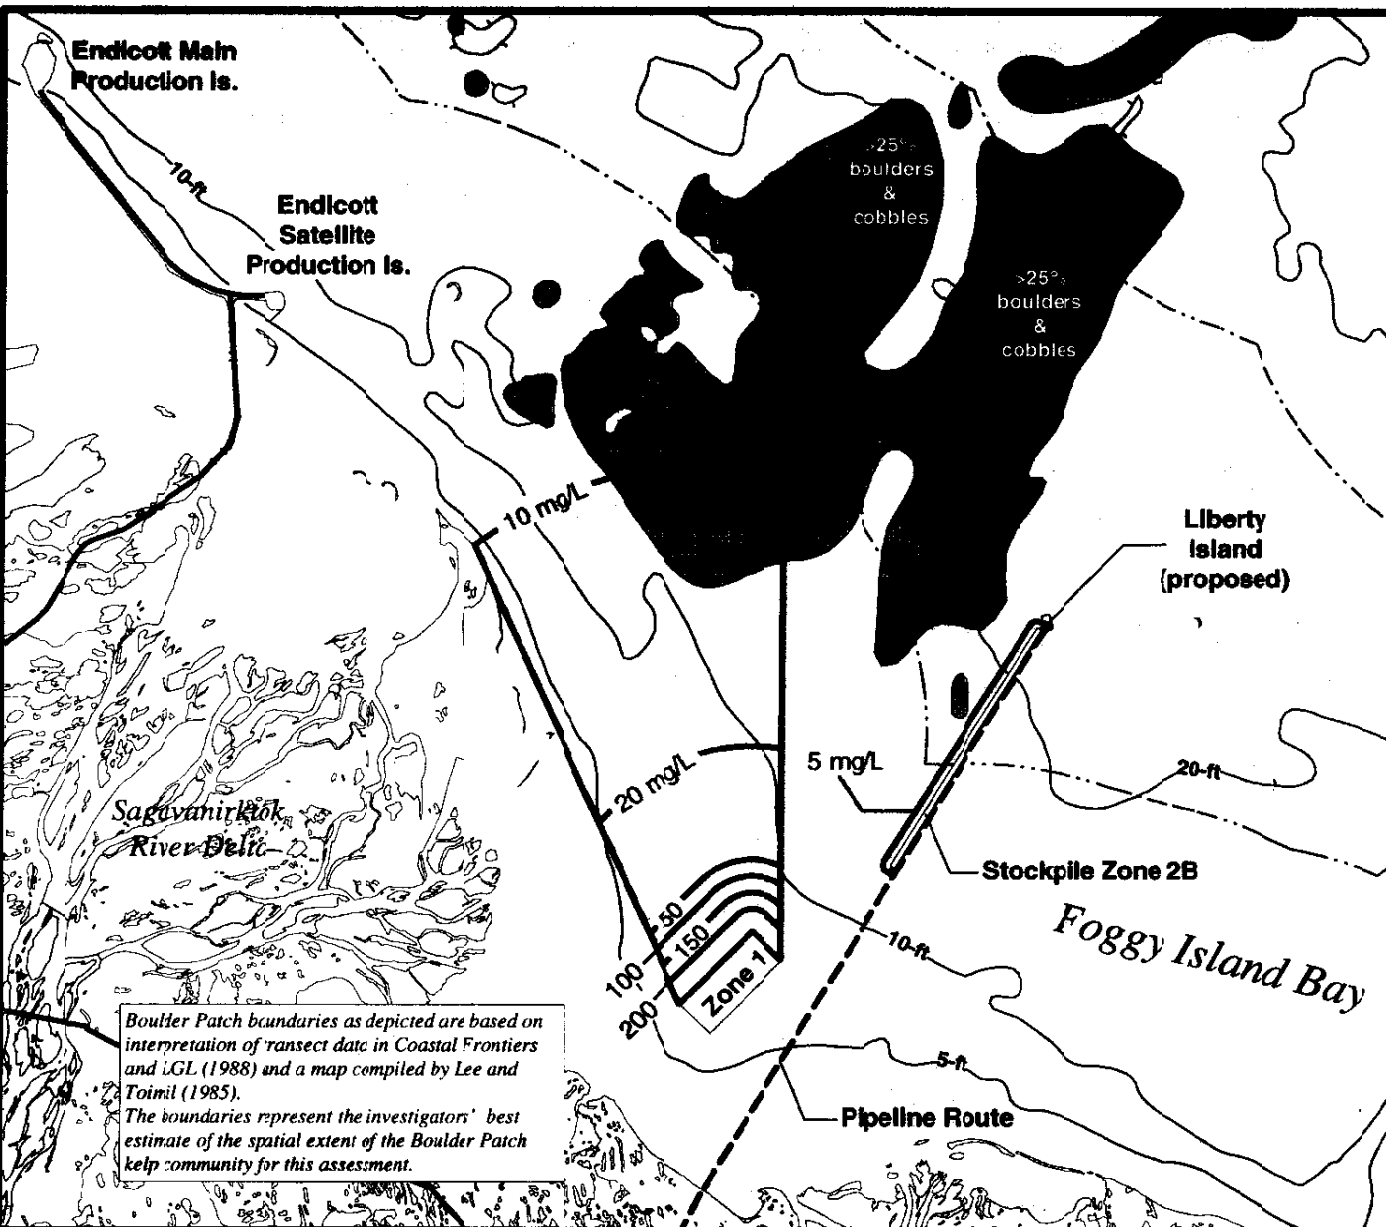 Endicott Main
Production Is.
10-ft
Endicott
Satellite
Production Is.
>25%
boulders
&
cobbles
>25%
boulders
&
cobbles
10 mg/L
Liberty
Island
(proposed)
20 mg/L
5 mg/L
20-ft
Sagavanirktok
River Delta
Stockpile Zone 2B
Foggy Island Bay
50
150
100
200
Zone 1
10-ft
5-ft
Pipeline Route
Boulder Patch boundaries as depicted are based on
interpretation of transect data in Coastal Frontiers
and LGL (1988) and a map compiled by Lee and
Toimil (1985).
The boundaries represent the investigators' best
estimate of the spatial extent of the Boulder Patch
kelp community for this assessment.